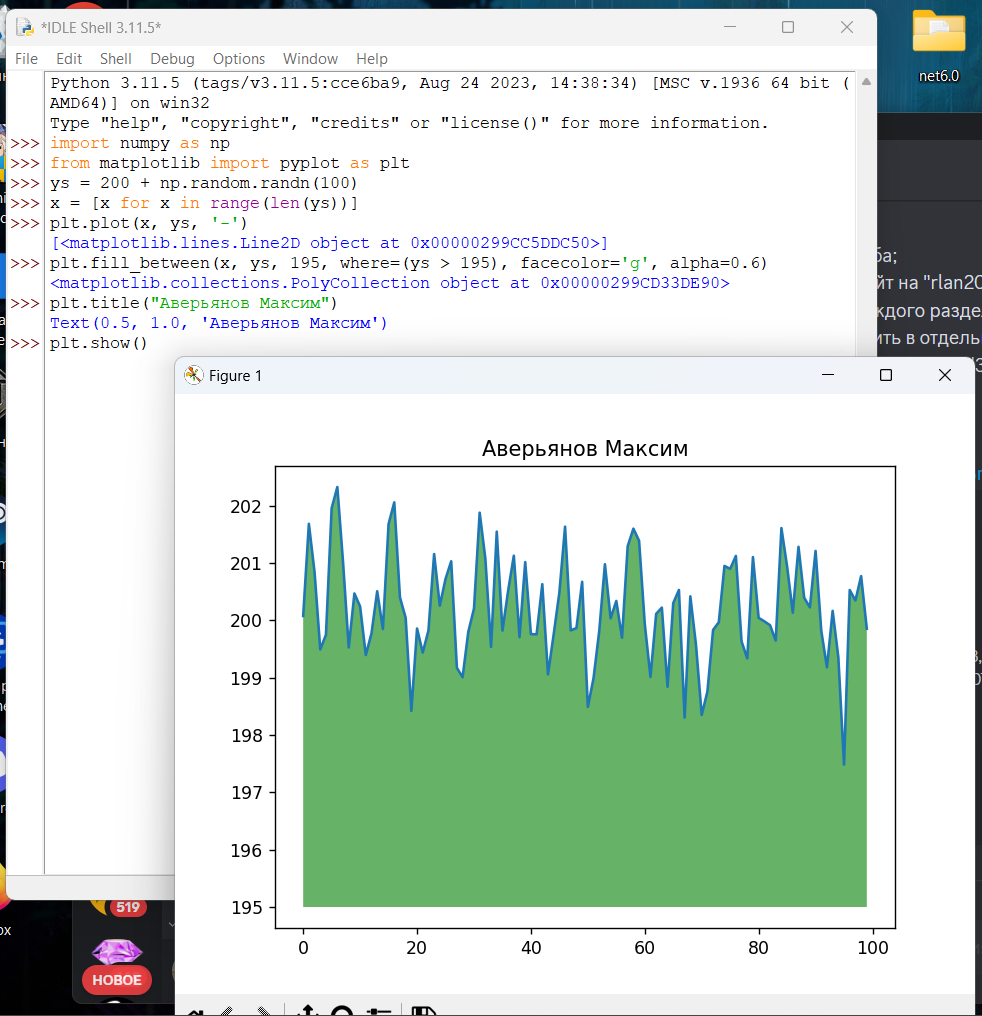 *IDLE Shell 3.11.5*
File Edit Shell Debug Options Window Help
Python 3.11.5 (tags/v3.11.5:cce6ba9, Aug 24 2023, 14:38:34) [MSC v.1936 64 bit (
AMD64)] on win32
Type "help", "copyright", "credits" or "license()" for more information.
>>> import numpy as np
>>> from matplotlib import pyplot as plt
>>> ys = 200 + np.random.randn(100)
>>> x = [x for x in range(len(ys))]
>>> plt.plot(x, ys, '-')
[<matplotlib.lines.Line2D object at 0x00000299CC5DDC50>]
>>> plt.fill_between(x, ys, 195, where=(ys > 195), facecolor='g', alpha=0.6)
<matplotlib.collections.PolyCollection object at 0x00000299CD33DE90>
>>> plt.title("Аверьянов Максим")
Text(0.5, 1.0, 'Аверьянов Максим')
>>> plt.show()
net6.0
йт на "rlan20
ждого разде
ить в отдель
Figure 1
Аверьянов Максим
202
201
200
199
198
197
196
195
0 20 40 60 80 100
519
НОВОЕ